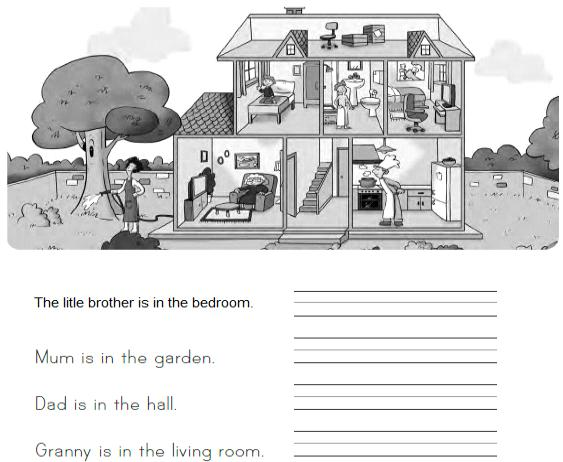 The litle brother is in the bedroom.
Mum is in the garden.
Dad is in the hall.
Granny is in the living room.